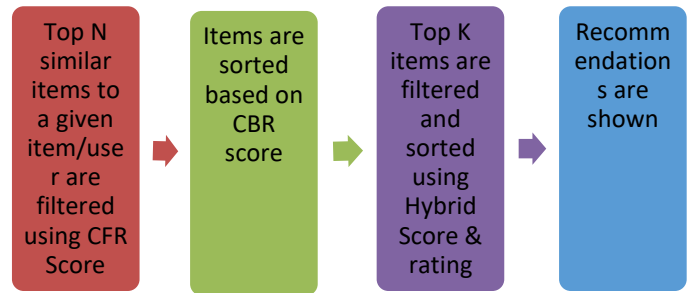 Top N
similar
items to
a given
item/use
r are
filtered
using CFR
Score
Items are
sorted
based on
CBR
score
Top K
items are
filtered
and
sorted
using
Hybrid
Score &
rating
Recomm
endation
s are
shown